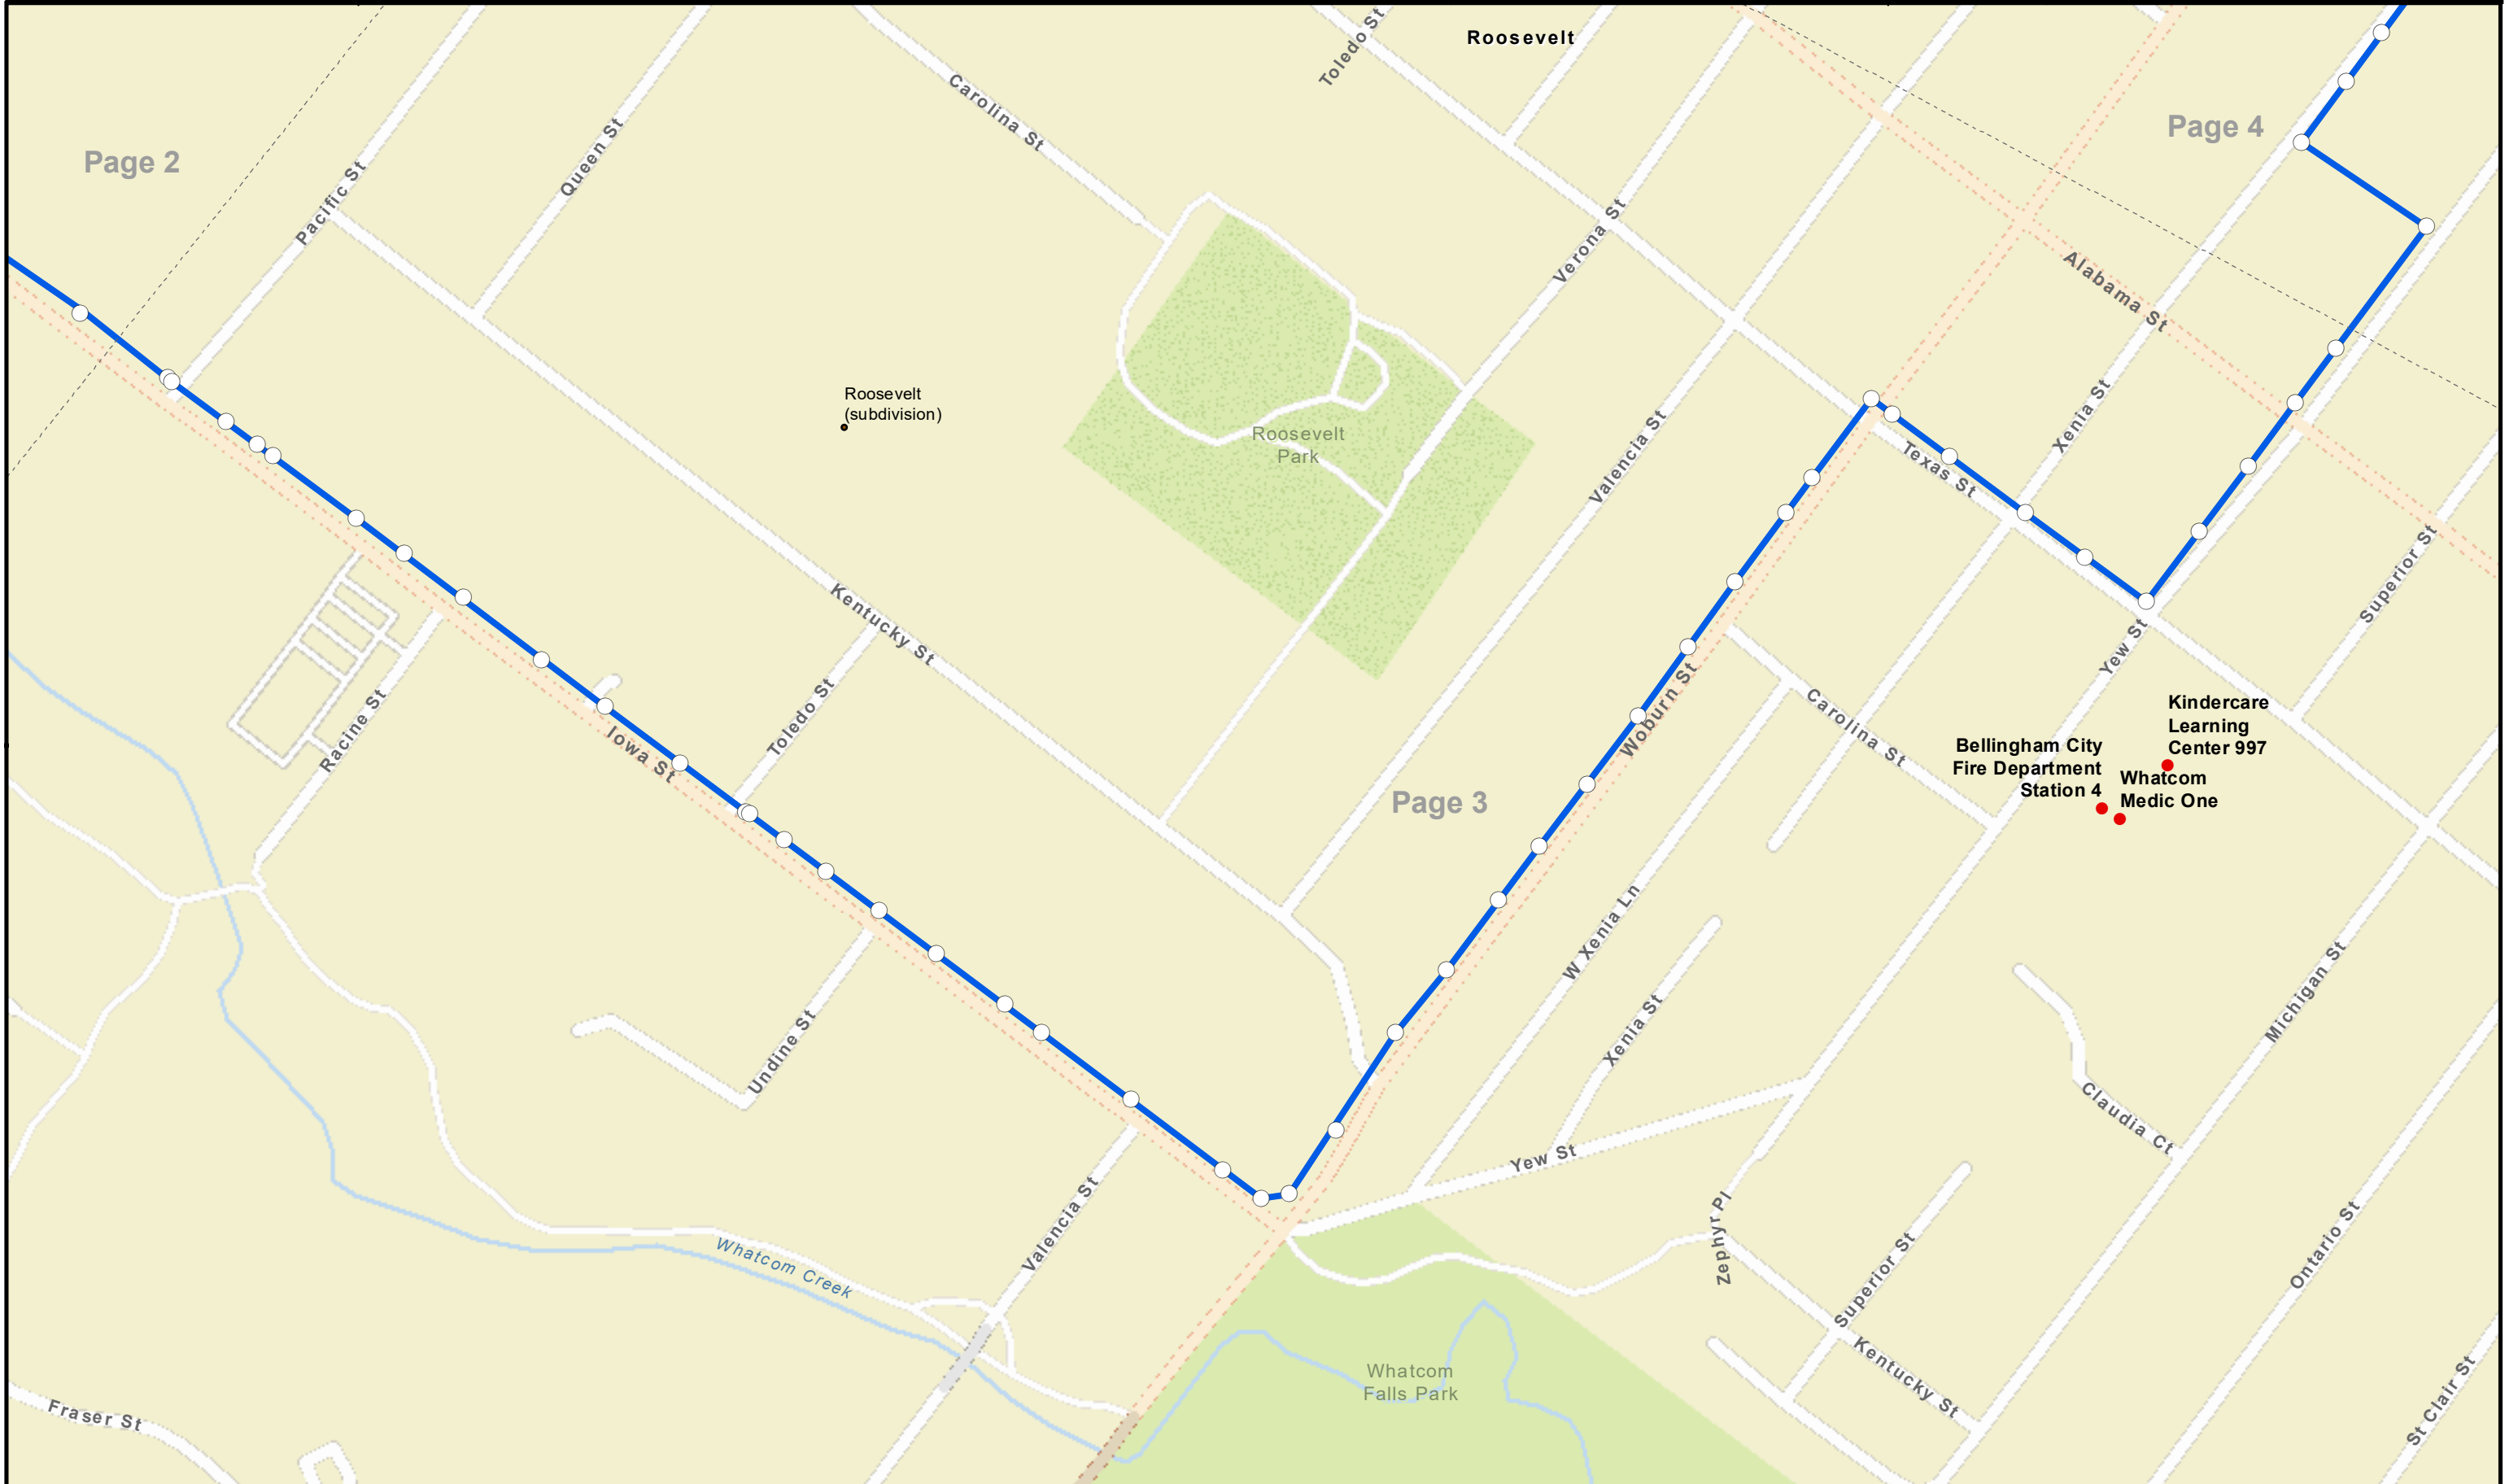 Roosevelt
Toledo St
Carolina St
Page 4
Page 2
Queen St
Pacific St
Verona St
Alabama St
Roosevelt
(subdivision)
Roosevelt
Park
Xenia St
Valencia St
Texas St
Superior St
Kentucky St
Yew St
Woburn St
Toledo St
Racine St
Iowa St
Carolina St
Kindercare
Learning
Center 997
Bellingham City
Fire Department
Station 4
Whatcom
Medic One
Page 3
W Xenia Ln
Michigan St
Xenia St
Undine St
Claudia Ct
Yew St
Valencia St
Zephyr Pl
Ontario St
Superior St
Whatcom Creek
Whatcom
Falls Park
Kentucky St
St Clair St
Fraser St